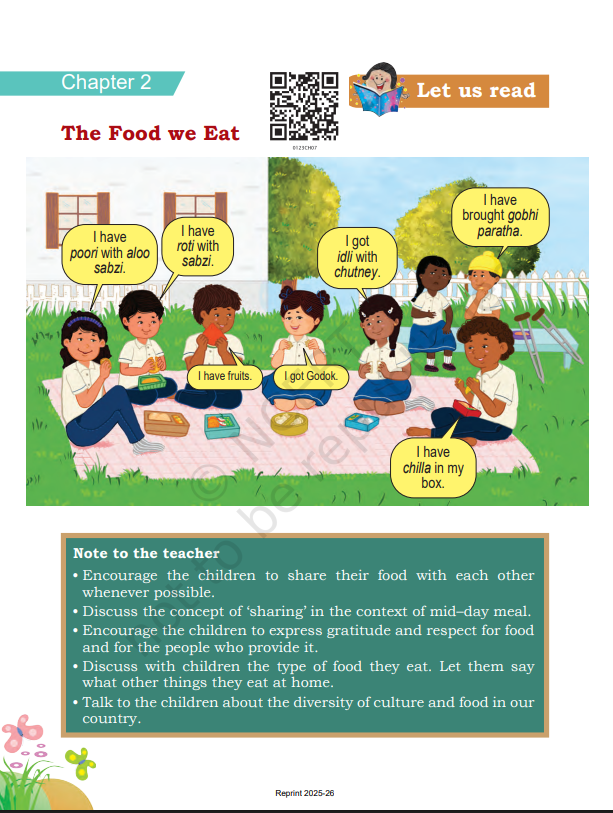 Chapter 2
Let us read
0123CH07
The Food we Eat
I have
poori with aloo
sabzi.
I have
roti with
sabzi.
I got
idli with
chutney.
I have
brought gobhi
paratha.
I have fruits.
I got Godok.
I have
chilla in my
box.
Note to the teacher
• Encourage the children to share their food with each other
whenever possible.
• Discuss the concept of ‘sharing’ in the context of mid–day meal.
• Encourage the children to express gratitude and respect for food
and for the people who provide it.
• Discuss with children the type of food they eat. Let them say
what other things they eat at home.
• Talk to the children about the diversity of culture and food in our
country.
not to be rep
Reprint 2025-26